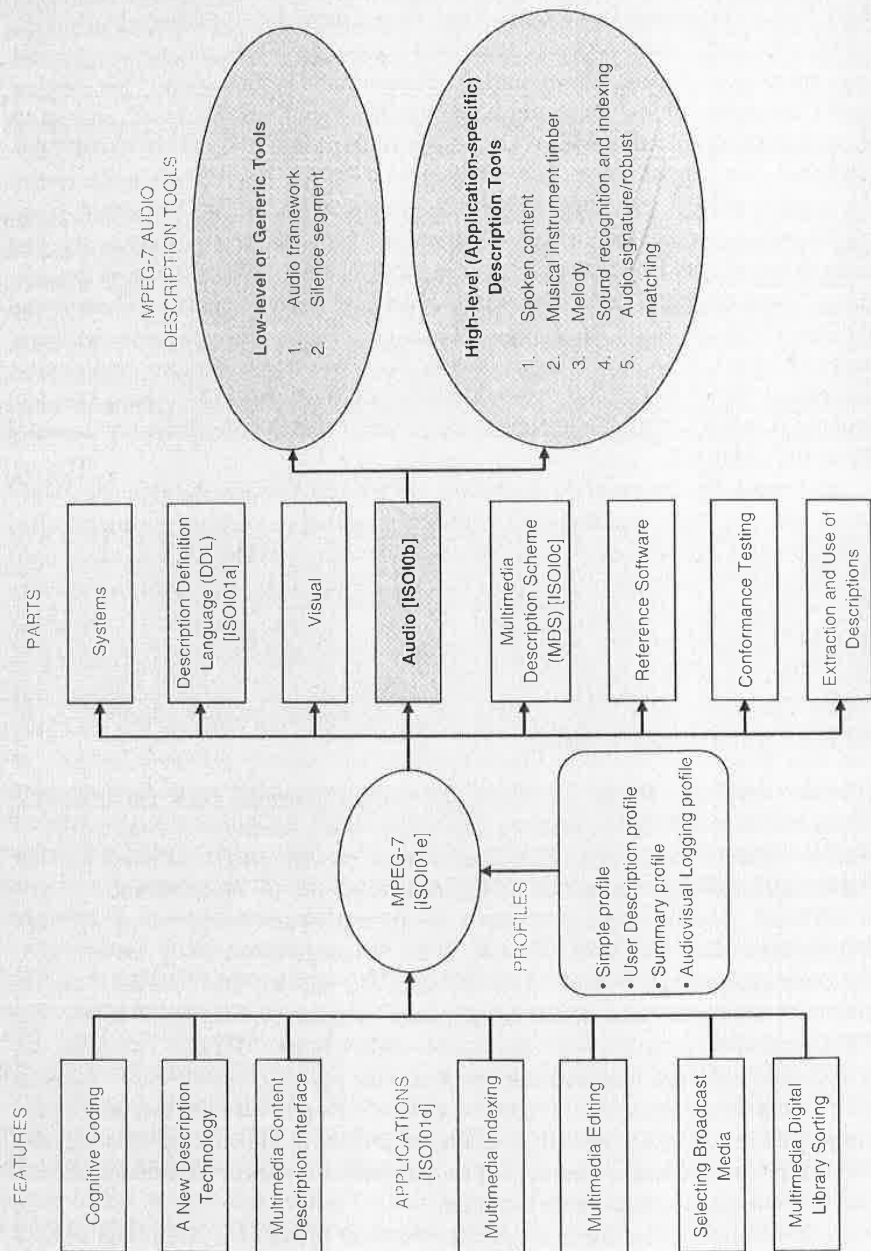 FEATURES
Cognitive Coding
A New Description
Technology
Multimedia Content
Description Interface
APPLICATIONS
[ISOI01d]
Multimedia Indexing
Multimedia Editing
Selecting Broadcast
Media
Multimedia Digital
Library Sorting
MPEG-7
[ISOI01e]
PROFILES
• Simple profile
• User Description profile
• Summary profile
• Audiovisual Logging profile
PARTS
Systems
Description Definition
Language (DDL)
[ISOI01a]
Visual
Audio [ISOI0b]
Multimedia
Description Scheme
(MDS) [ISOI0c]
Reference Software
Conformance Testing
Extraction and Use of
Descriptions
MPEG-7 AUDIO
DESCRIPTION TOOLS
Low-level or Generic Tools
1. Audio framework
2. Silence segment
High-level (Application-specific)
Description Tools
1. Spoken content
2. Musical instrument timber
3. Melody
4. Sound recognition and indexing
5. Audio signature/robust
matching